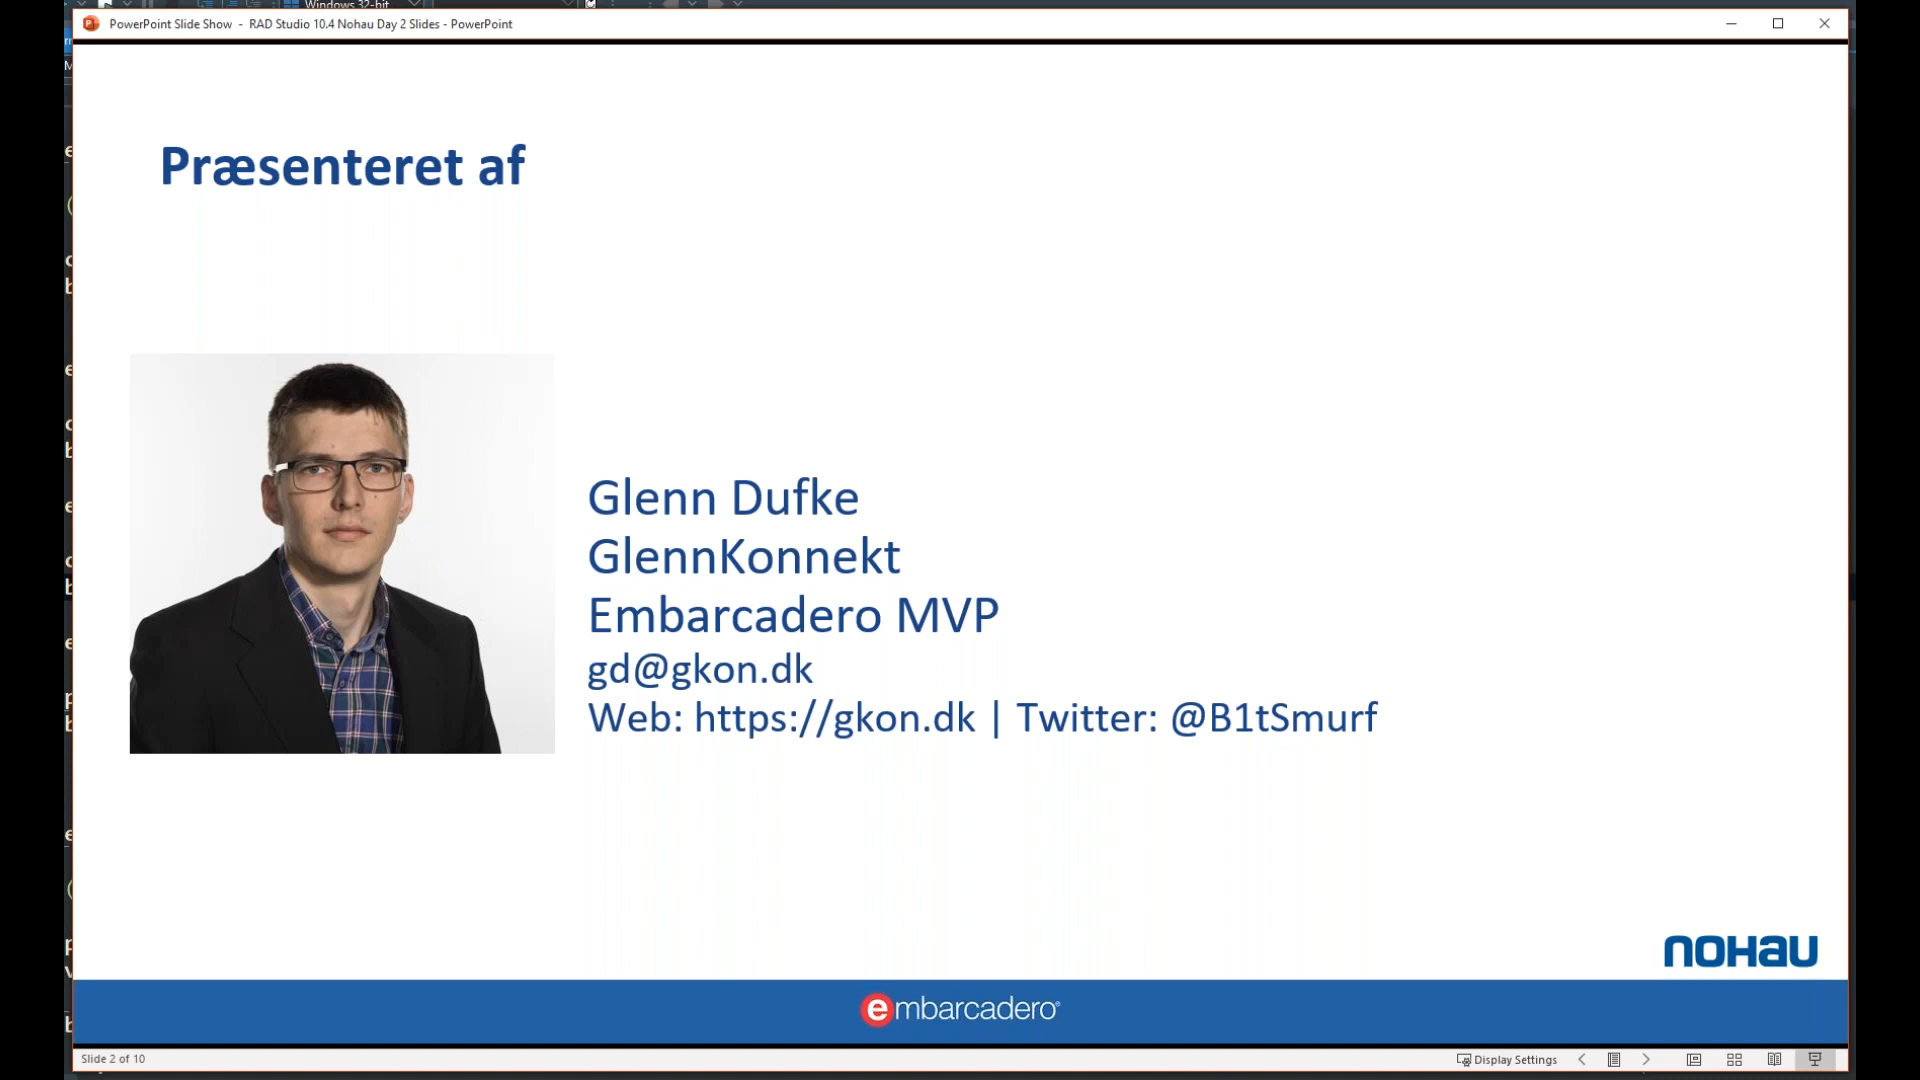 Windows 32-bit
PowerPoint Slide Show - RAD Studio 10.4 Nohau Day 2 Slides - PowerPoint
Præsenteret af
Glenn Dufke
GlennKonnekt
Embarcadero MVP
gd@gkon.dk
Web: https://gkon.dk | Twitter: @B1tSmurf
nohau
embarcadero
Slide 2 of 10
Display Settings